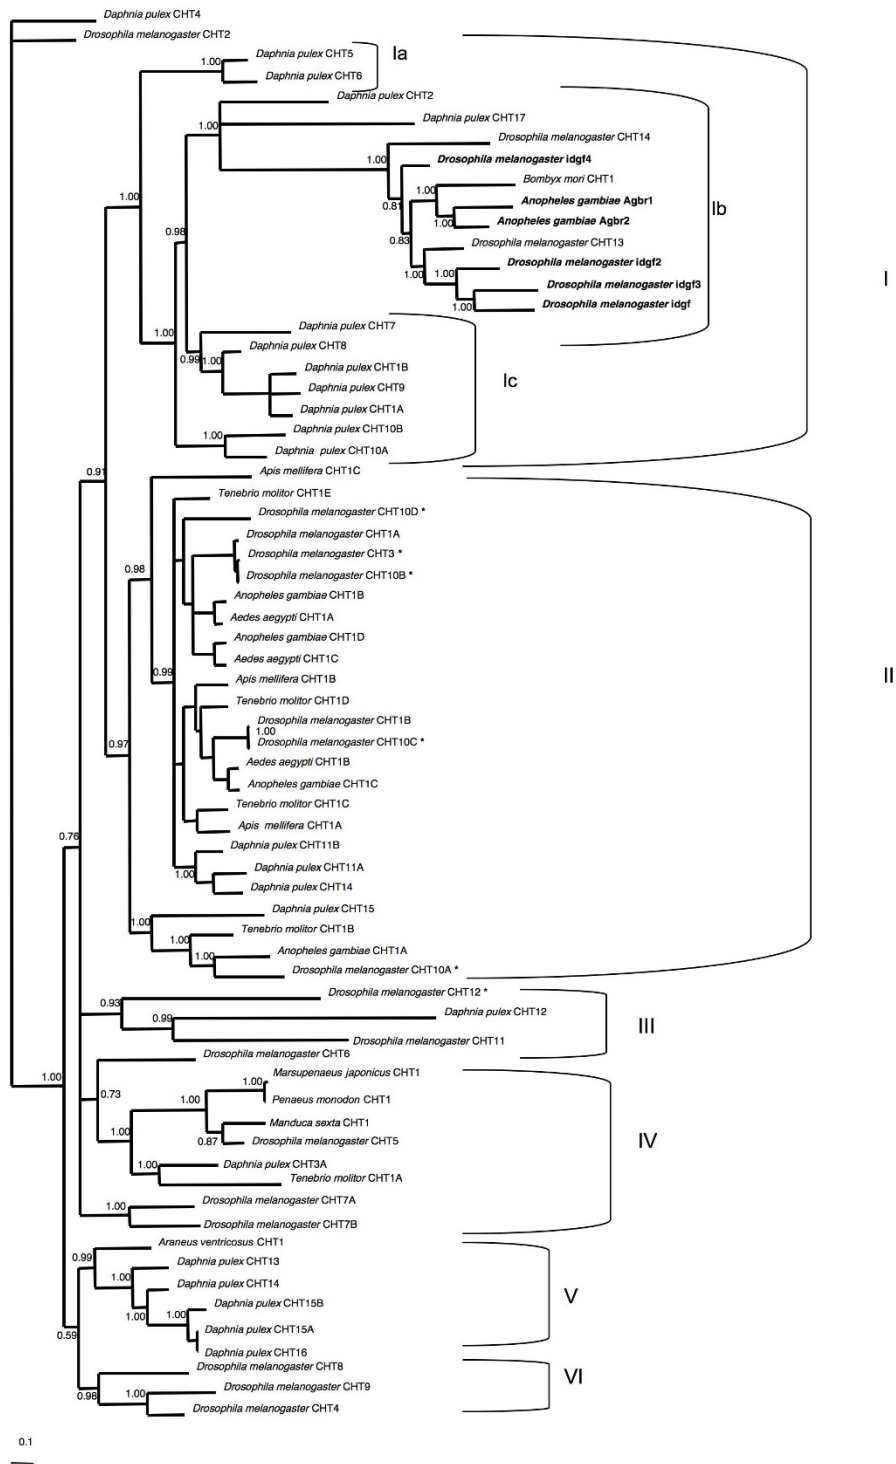 Daphnia pulex CHT4
Drosophila melanogaster CHT2
Daphnia pulex CHT5
Ia
1.00
Daphnia pulex CHT6
Daphnia pulex CHT2
Daphnia pulex CHT17
1.00
Drosophila melanogaster CHT14
1.00
Drosophila melanogaster idgf4
Bombyx mori CHT1
1.00
Anopheles gambiae Agbr1
1.00
0.81
Ib
Anopheles gambiae Agbr2
1.00
0.98
0.83
Drosophila melanogaster CHT13
Drosophila melanogaster idgf2
1.00
1.00
I
Drosophila melanogaster idgf3
Drosophila melanogaster idgf
1.00
Daphnia pulex CHT7
1.00
Daphnia pulex CHT8
0.99
1.00
Daphnia pulex CHT1B
Ic
Daphnia pulex CHT9
Daphnia pulex CHT1A
Daphnia pulex CHT10B
1.00
Daphnia pulex CHT10A
0.91
Apis mellifera CHT1C
Tenebrio molitor CHT1E
Drosophila melanogaster CHT10D *
Drosophila melanogaster CHT1A
Drosophila melanogaster CHT3 *
0.98
Drosophila melanogaster CHT10B *
Anopheles gambiae CHT1B
Aedes aegypti CHT1A
Anopheles gambiae CHT1D
Aedes aegypti CHT1C
0.99
II
Apis mellifera CHT1B
Tenebrio molitor CHT1D
Drosophila melanogaster CHT1B
1.00
0.97
Drosophila melanogaster CHT10C *
Aedes aegypti CHT1B
Anopheles gambiae CHT1C
Tenebrio molitor CHT1C
Apis mellifera CHT1A
0.76
Daphnia pulex CHT11B
Daphnia pulex CHT11A
1.00
Daphnia pulex CHT14
Daphnia pulex CHT15
1.00
Tenebrio molitor CHT1B
1.00
Anopheles gambiae CHT1A
1.00
Drosophila melanogaster CHT10A *
Drosophila melanogaster CHT12 *
0.93
Daphnia pulex CHT12
0.99
III
Drosophila melanogaster CHT11
Drosophila melanogaster CHT6
Marsupenaeus japonicus CHT1
1.00
1.00
0.73
1.00
Penaeus monodon CHT1
Manduca sexta CHT1
1.00
0.87
Drosophila melanogaster CHT5
IV
Daphnia pulex CHT3A
1.00
Tenebrio molitor CHT1A
Drosophila melanogaster CHT7A
1.00
Drosophila melanogaster CHT7B
Araneus ventricosus CHT1
0.99
Daphnia pulex CHT13
1.00
Daphnia pulex CHT14
V
Daphnia pulex CHT15B
1.00
1.00
Daphnia pulex CHT15A
0.59
Daphnia pulex CHT16
Drosophila melanogaster CHT8
VI
Drosophila melanogaster CHT9
0.98
1.00
Drosophila melanogaster CHT4
0.1